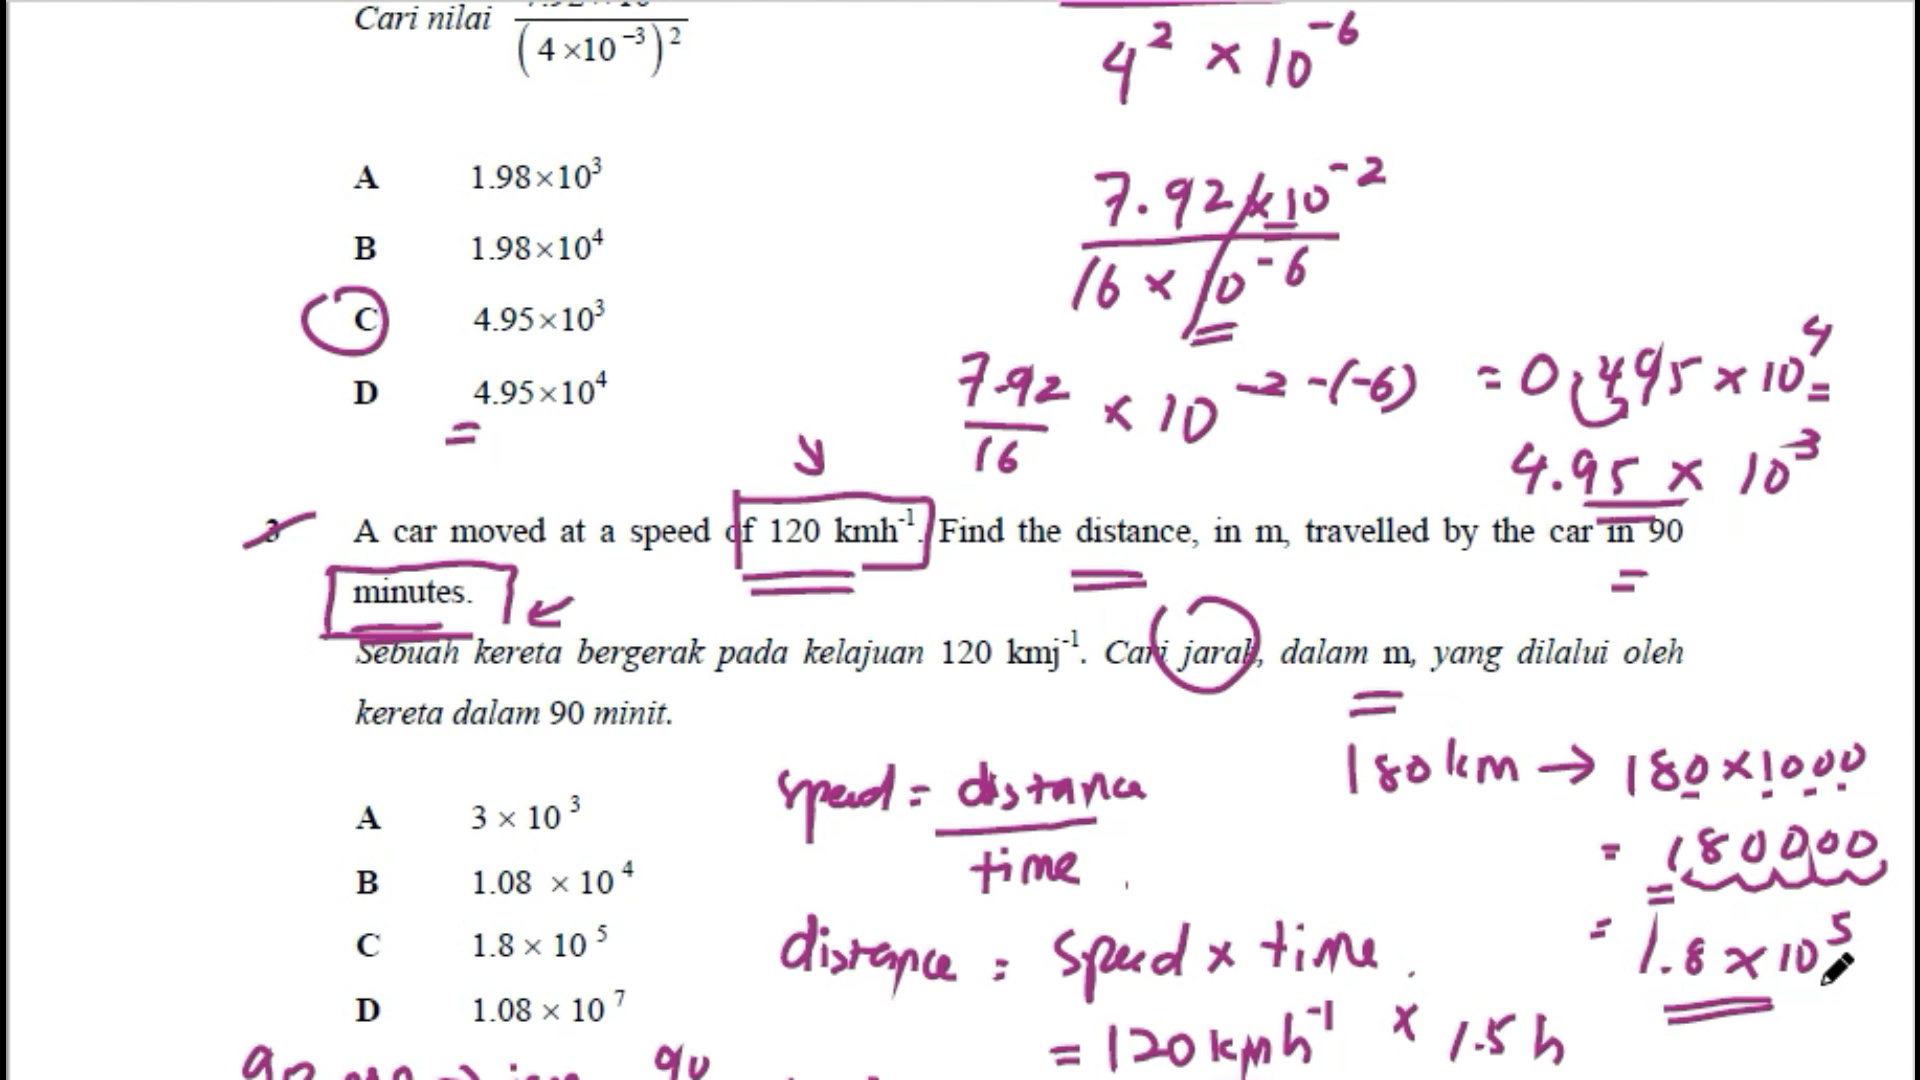 Cari nilai
(4 ×10⁻³)²
4² × 10⁻⁶
A 1.98×10³
B 1.98×10⁴
C 4.95×10³
D 4.95×10⁴
7.92 × 10⁻²
16 × 10⁻⁶
7.92
16
× 10⁻²⁻⁽⁻⁶⁾ = 0.495 × 10⁴
4.95 × 10³
3 A car moved at a speed of 120 kmh⁻¹. Find the distance, in m, travelled by the car in 90
minutes.
Sebuah kereta bergerak pada kelajuan 120 kmj⁻¹. Cari jarak, dalam m, yang dilalui oleh
kereta dalam 90 minit.
A 3 × 10³
B 1.08 × 10⁴
C 1.8 × 10⁵
D 1.08 × 10⁷
speed = distance
time
distance = speed × time
= 120 kmh⁻¹ × 1.5 h
180 km → 180 × 1000
= 180000
= 1.8 × 10⁵